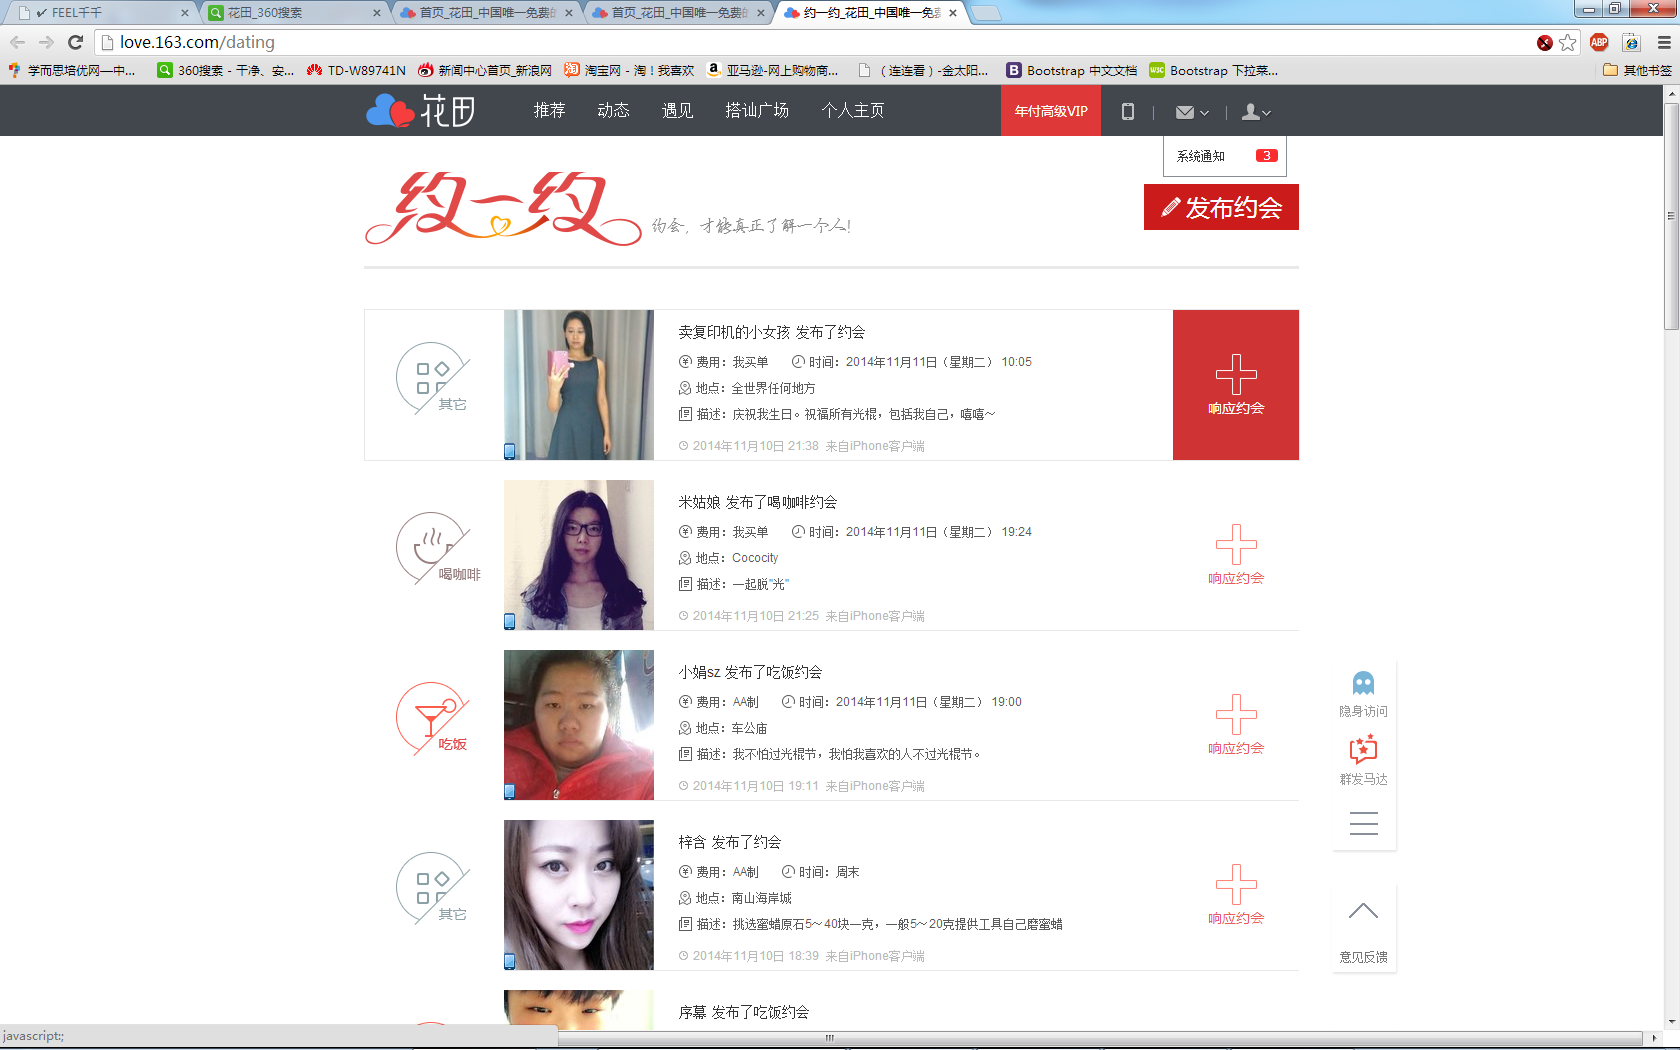 ✔ FEEL千千
花田_360搜索
首页_花田_中国唯一免费的
首页_花田_中国唯一免费的
约一约_花田_中国唯一免费
love.163.com/dating
ABP
学而思培优网—中...
360搜索 - 干净、安...
TD-W89741N
新闻中心首页_新浪网
淘宝网 - 淘！我喜欢
亚马逊-网上购物商...
（连连看）-金太阳...
Bootstrap 中文文档
Bootstrap 下拉菜...
其他书签
花田
推荐
动态
遇见
搭讪广场
个人主页
年付高级VIP
系统通知 3
约一约
约会，才能真正了解一个人！
发布约会
其它
卖复印机的小女孩 发布了约会
费用：我买单 时间：2014年11月11日（星期二） 10:05
地点：全世界任何地方
描述：庆祝我生日。祝福所有光棍，包括我自己，嘻嘻～
2014年11月10日 21:38 来自iPhone客户端
响应约会
喝咖啡
米姑娘 发布了喝咖啡约会
费用：我买单 时间：2014年11月11日（星期二） 19:24
地点：Cococity
描述：一起脱"光"
2014年11月10日 21:25 来自iPhone客户端
响应约会
吃饭
小娟sz 发布了吃饭约会
费用：AA制 时间：2014年11月11日（星期二） 19:00
地点：车公庙
描述：我不怕过光棍节，我怕我喜欢的人不过光棍节。
2014年11月10日 19:11 来自iPhone客户端
响应约会
其它
梓含 发布了约会
费用：AA制 时间：周末
地点：南山海岸城
描述：挑选蜜蜡原石5～40块一克，一般5～20克提供工具自己磨蜜蜡
2014年11月10日 18:39 来自iPhone客户端
响应约会
序幕 发布了吃饭约会
隐身访问
群发马达
意见反馈
javascript:;